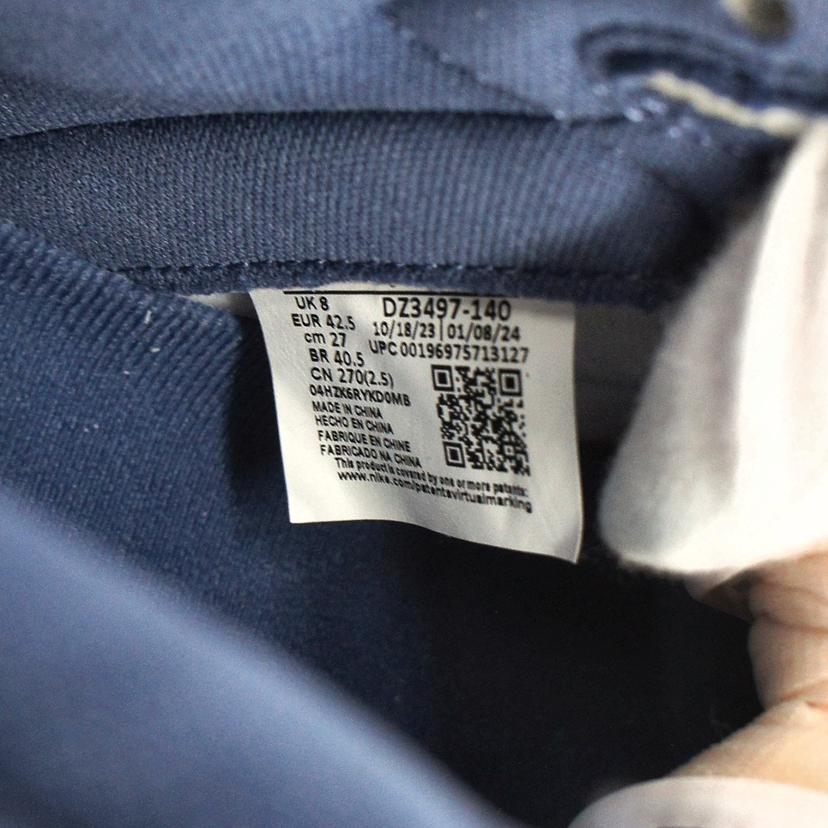 UK 8
EUR 42.5
cm 27
BR 40.5
CN 270(2.5)
04HZK6RYKD0MB
MADE IN CHINA
HECHO EN CHINA
FABRIQUE EN CHINE
FABRICADO NA CHINA
DZ3497-140
10/18/23 | 01/08/24
UPC 00196975713127
This product is covered by one or more patents:
www.nike.com/patentsvirtualmarking